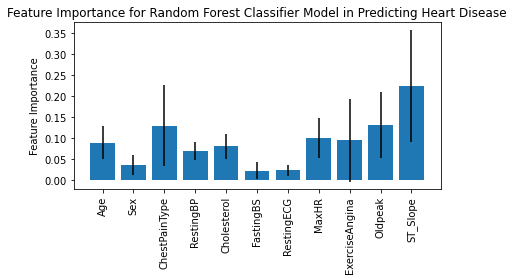 Feature Importance for Random Forest Classifier Model in Predicting Heart Disease
Feature Importance
0.35
0.30
0.25
0.20
0.15
0.10
0.05
0.00
Age
Sex
ChestPainType
RestingBP
Cholesterol
FastingBS
RestingECG
MaxHR
ExerciseAngina
Oldpeak
ST_Slope